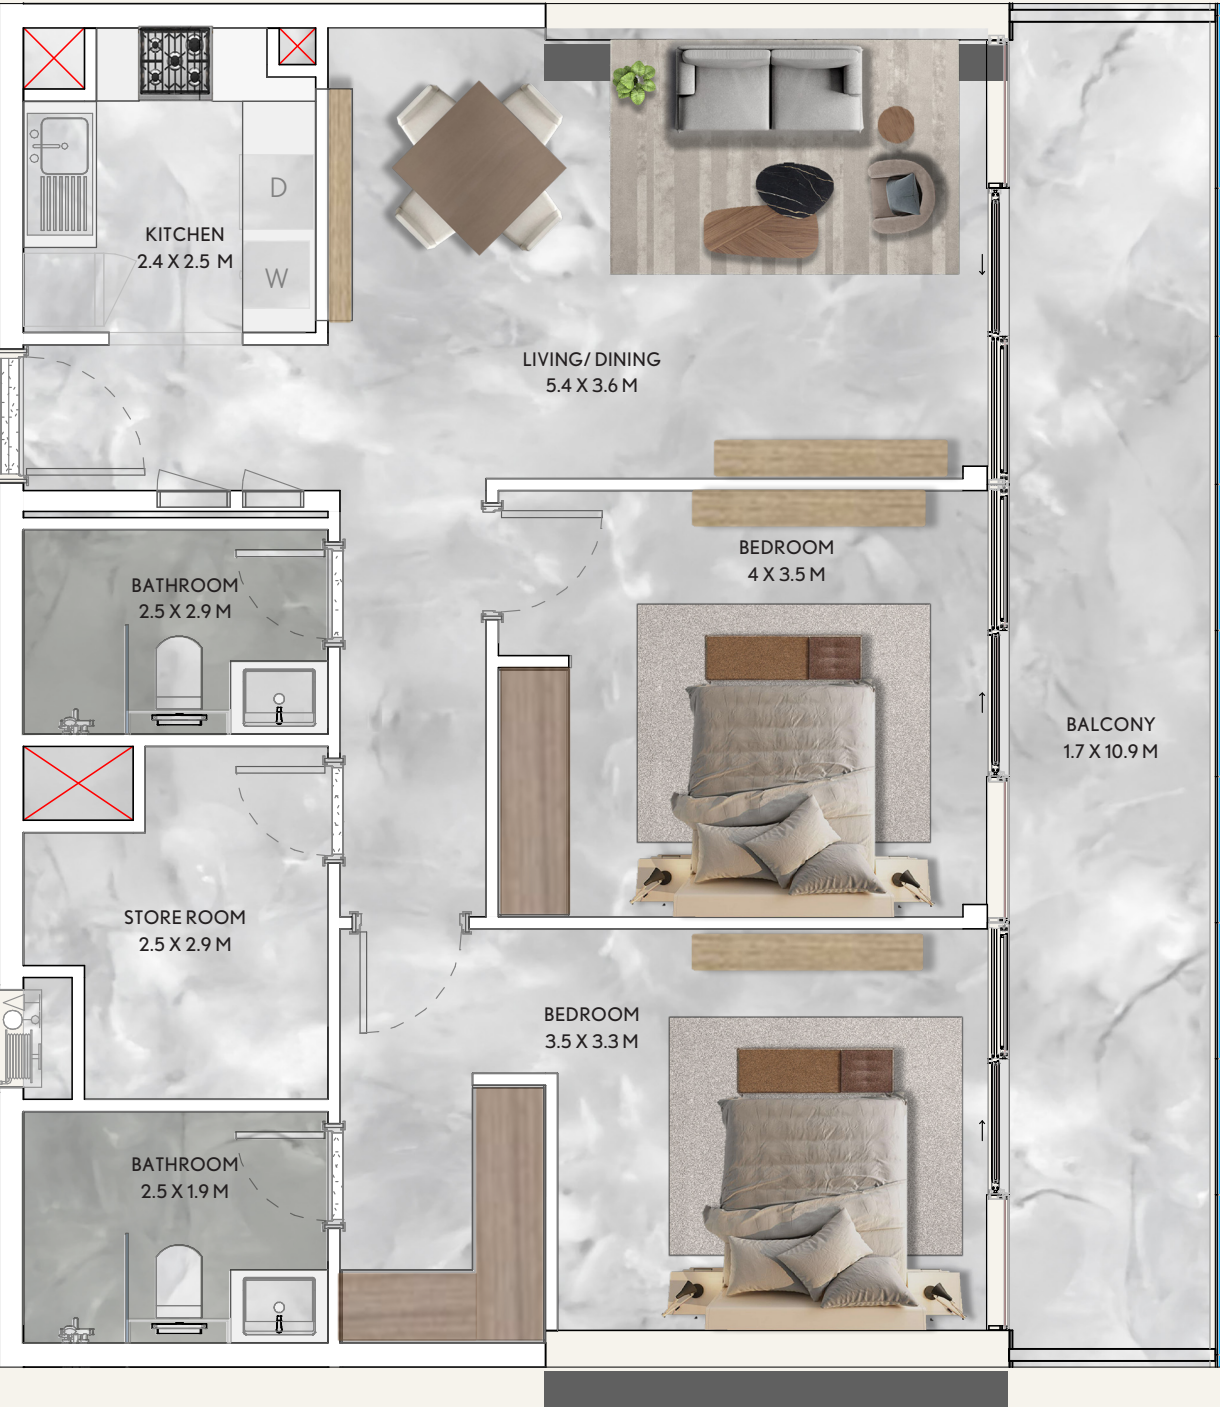 D
KITCHEN
2.4 X 2.5 M
W
LIVING/ DINING
5.4 X 3.6 M
BEDROOM
4 X 3.5 M
BATHROOM
2.5 X 2.9 M
BALCONY
1.7 X 10.9 M
STORE ROOM
2.5 X 2.9 M
BEDROOM
3.5 X 3.3 M
BATHROOM
2.5 X 1.9 M